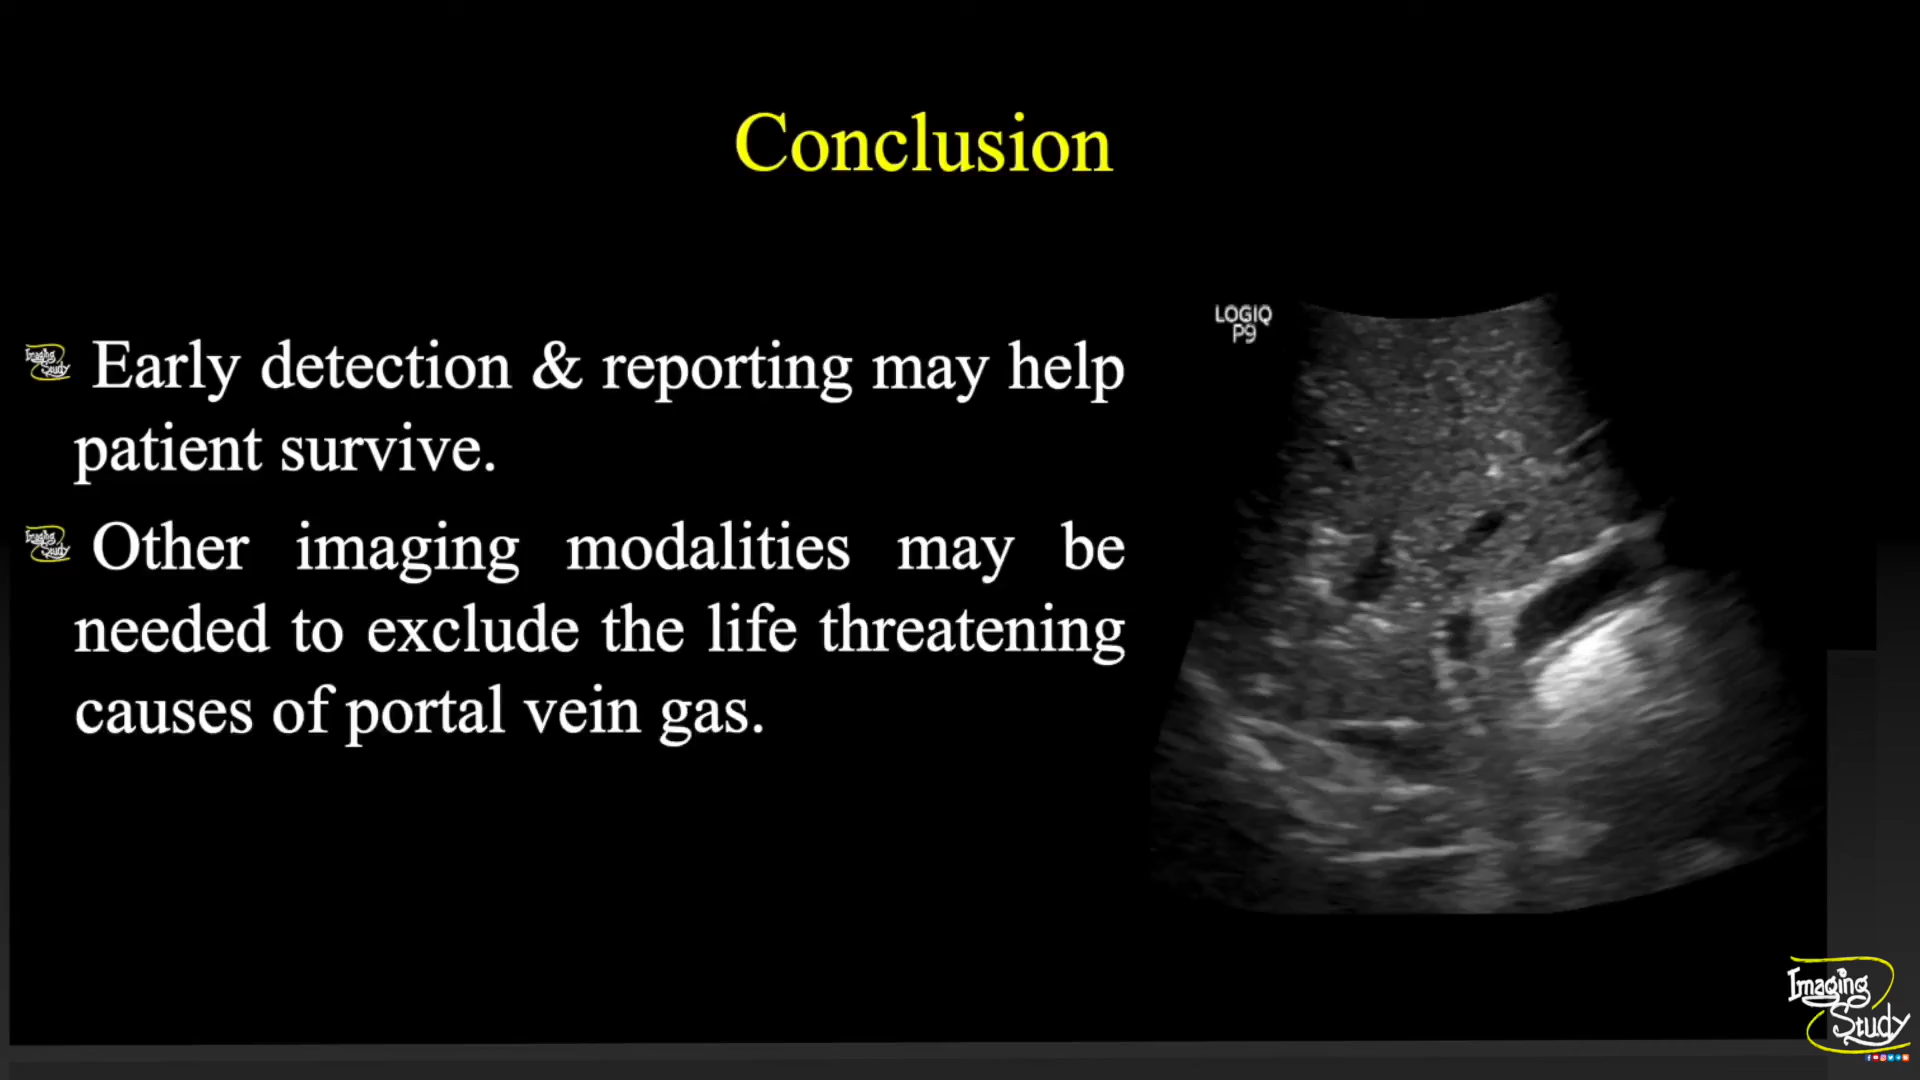 Conclusion
Early detection & reporting may help
patient survive.
Other imaging modalities may be
needed to exclude the life threatening
causes of portal vein gas.
LOGIQ
P9
Imaging
Study